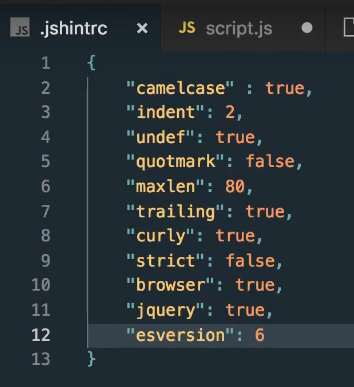 JS .jshintrc × JS script.js
1 {
2 "camelcase" : true,
3 "indent": 2,
4 "undef": true,
5 "quotmark": false,
6 "maxlen": 80,
7 "trailing": true,
8 "curly": true,
9 "strict": false,
10 "browser": true,
11 "jquery": true,
12 "esversion": 6
13 }